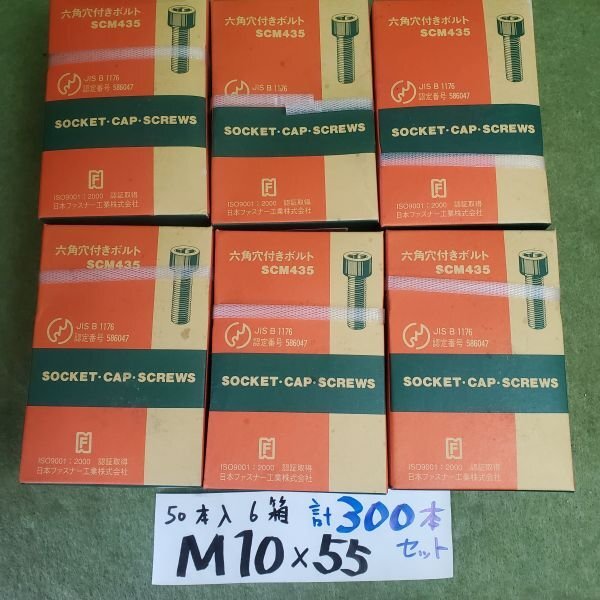 六角穴付きボルト
SCM435
JIS B 1176
認定番号 586047
SOCKET・CAP・SCREWS
ISO9001：2000 認証取得
日本ファスナー工業株式会社
六角穴付きボルト
SCM435
JIS B 1176
認定番号 586047
SOCKET・CAP・SCREWS
ISO9001：2000 認証取得
日本ファスナー工業株式会社
六角穴付きボルト
SCM435
JIS B 1176
認定番号 586047
SOCKET・CAP・SCREWS
ISO9001：2000 認証取得
日本ファスナー工業株式会社
六角穴付きボルト
SCM435
JIS B 1176
認定番号 586047
SOCKET・CAP・SCREWS
ISO9001：2000 認証取得
日本ファスナー工業株式会社
六角穴付きボルト
SCM435
JIS B 1176
認定番号 586047
SOCKET・CAP・SCREWS
ISO9001：2000 認証取得
日本ファスナー工業株式会社
六角穴付きボルト
SCM435
JIS B 1176
認定番号 586047
SOCKET・CAP・SCREWS
ISO9001：2000 認証取得
日本ファスナー工業株式会社
50本入 6箱 計300本
M10×55 セット